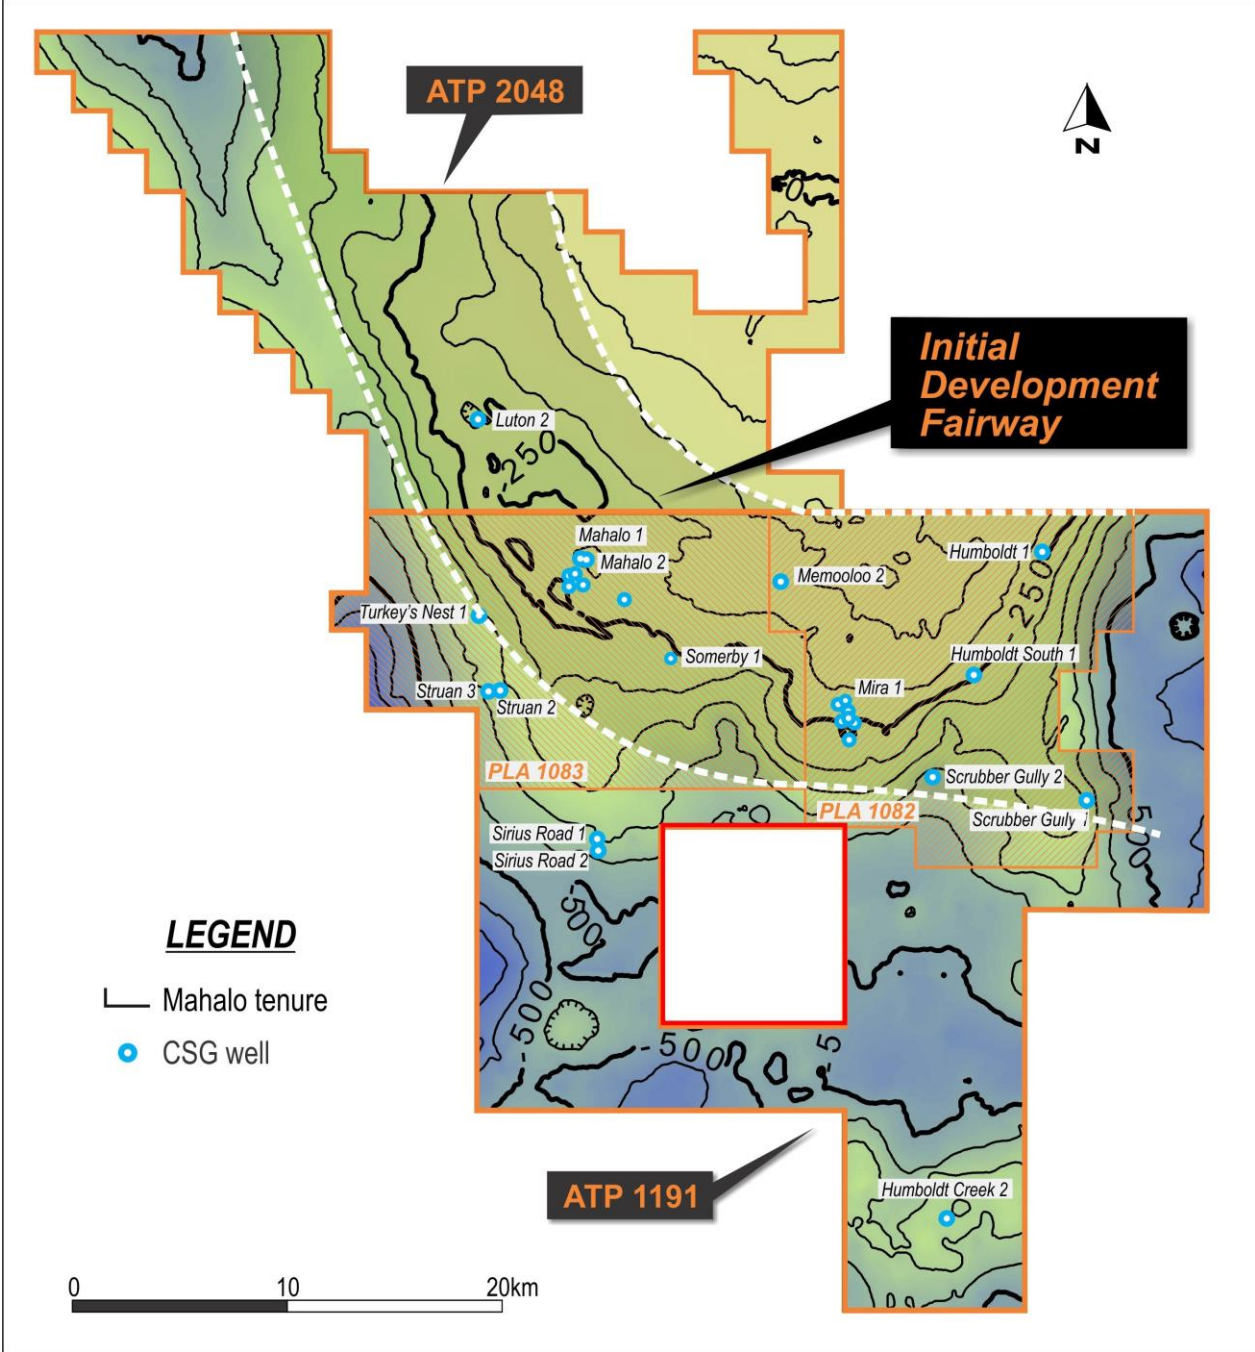 ATP 2048
N
0
Initial
Development
Fairway
Luton 2
-250
Mahalo 1
Mahalo 2
Humboldt 1
Memooloo 2
-250
Turkey's Nest 1
Somerby 1
Humboldt South 1
Struan 3
Struan 2
Mira 1
PLA 1083
Scrubber Gully 2
PLA 1082
Scrubber Gully 1
500
Sirius Road 1
Sirius Road 2
-500
-500
-500
-5
LEGEND
Mahalo tenure
CSG well
ATP 1191
Humboldt Creek 2
0 10 20km